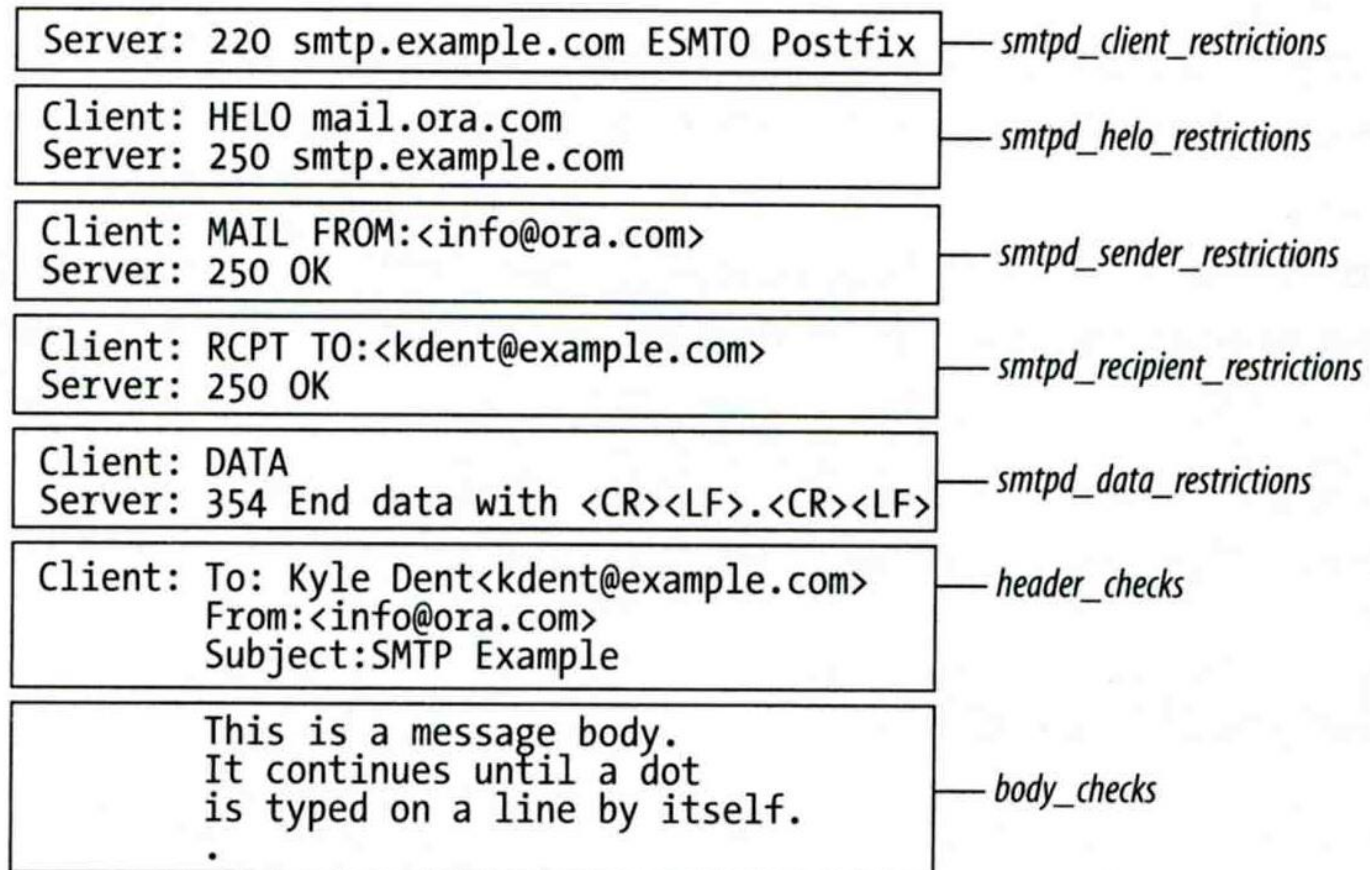 Server: 220 smtp.example.com ESMTO Postfix
smtpd_client_restrictions
Client: HELO mail.ora.com
Server: 250 smtp.example.com
smtpd_helo_restrictions
Client: MAIL FROM:<info@ora.com>
Server: 250 OK
smtpd_sender_restrictions
Client: RCPT TO:<kdent@example.com>
Server: 250 OK
smtpd_recipient_restrictions
Client: DATA
Server: 354 End data with <CR><LF>.<CR><LF>
smtpd_data_restrictions
Client: To: Kyle Dent<kdent@example.com>
From:<info@ora.com>
Subject:SMTP Example
header_checks
This is a message body.
It continues until a dot
is typed on a line by itself.
.
body_checks